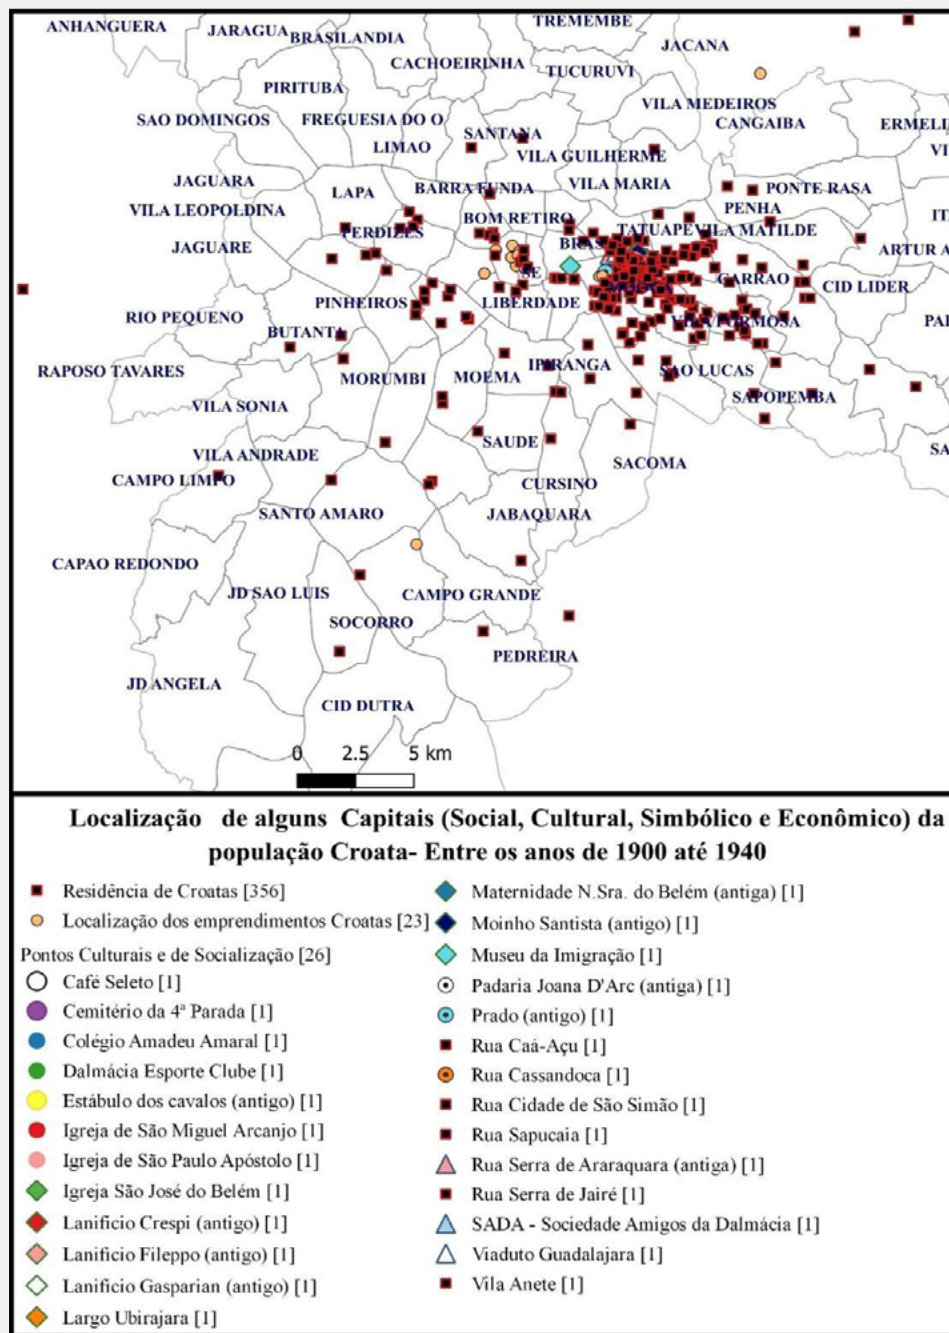 TREMEMBE
ANHANGUERA
JARAGUA
BRASILANDIA
JACANA
CACHOEIRINHA
TUCURUVI
PIRITUBA
VILA MEDEIROS
SAO DOMINGOS
FREGUESIA DO O
CANGAIBA
SANTANA
LIMAO
VILA GUILHERME
JAGUARA
LAPA
BARRA FUNDA
VILA MARIA
PONTE RASA
VILA LEOPOLDINA
PENHA
BOM RETIRO
PERDIZES
TATUAPE
VILA MATILDE
JAGUARE
BRAS
ARTUR A
SE
CARRAO
CID LIDER
MOOCA
PINHEIROS
LIBERDADE
RIO PEQUENO
VILA FORMOSA
BUTANTA
IPIRANGA
RAPOSO TAVARES
MORUMBI
MOEMA
SAO LUCAS
SAPOPEMBA
VILA SONIA
SAUDE
VILA ANDRADE
SACOMA
CAMPO LIMPO
CURSINO
SANTO AMARO
JABAQUARA
CAPAO REDONDO
JD SAO LUIS
CAMPO GRANDE
SOCORRO
PEDREIRA
JD ANGELA
CID DUTRA
0 2.5 5 km
Localização de alguns Capitais (Social, Cultural, Simbólico e Econômico) da
população Croata- Entre os anos de 1900 até 1940
Residência de Croatas [356]
Localização dos emprendimentos Croatas [23]
Pontos Culturais e de Socialização [26]
Café Seleto [1]
Cemitério da 4ª Parada [1]
Colégio Amadeu Amaral [1]
Dalmácia Esporte Clube [1]
Estábulo dos cavalos (antigo) [1]
Igreja de São Miguel Arcanjo [1]
Igreja de São Paulo Apóstolo [1]
Igreja São José do Belém [1]
Lanifício Crespi (antigo) [1]
Lanifício Fileppo (antigo) [1]
Lanifício Gasparian (antigo) [1]
Largo Ubirajara [1]
Maternidade N.Sra. do Belém (antiga) [1]
Moinho Santista (antigo) [1]
Museu da Imigração [1]
Padaria Joana D'Arc (antiga) [1]
Prado (antigo) [1]
Rua Caá-Açu [1]
Rua Cassandoca [1]
Rua Cidade de São Simão [1]
Rua Sapucaia [1]
Rua Serra de Araraquara (antiga) [1]
Rua Serra de Jairé [1]
SADA - Sociedade Amigos da Dalmácia [1]
Viaduto Guadalajara [1]
Vila Anete [1]